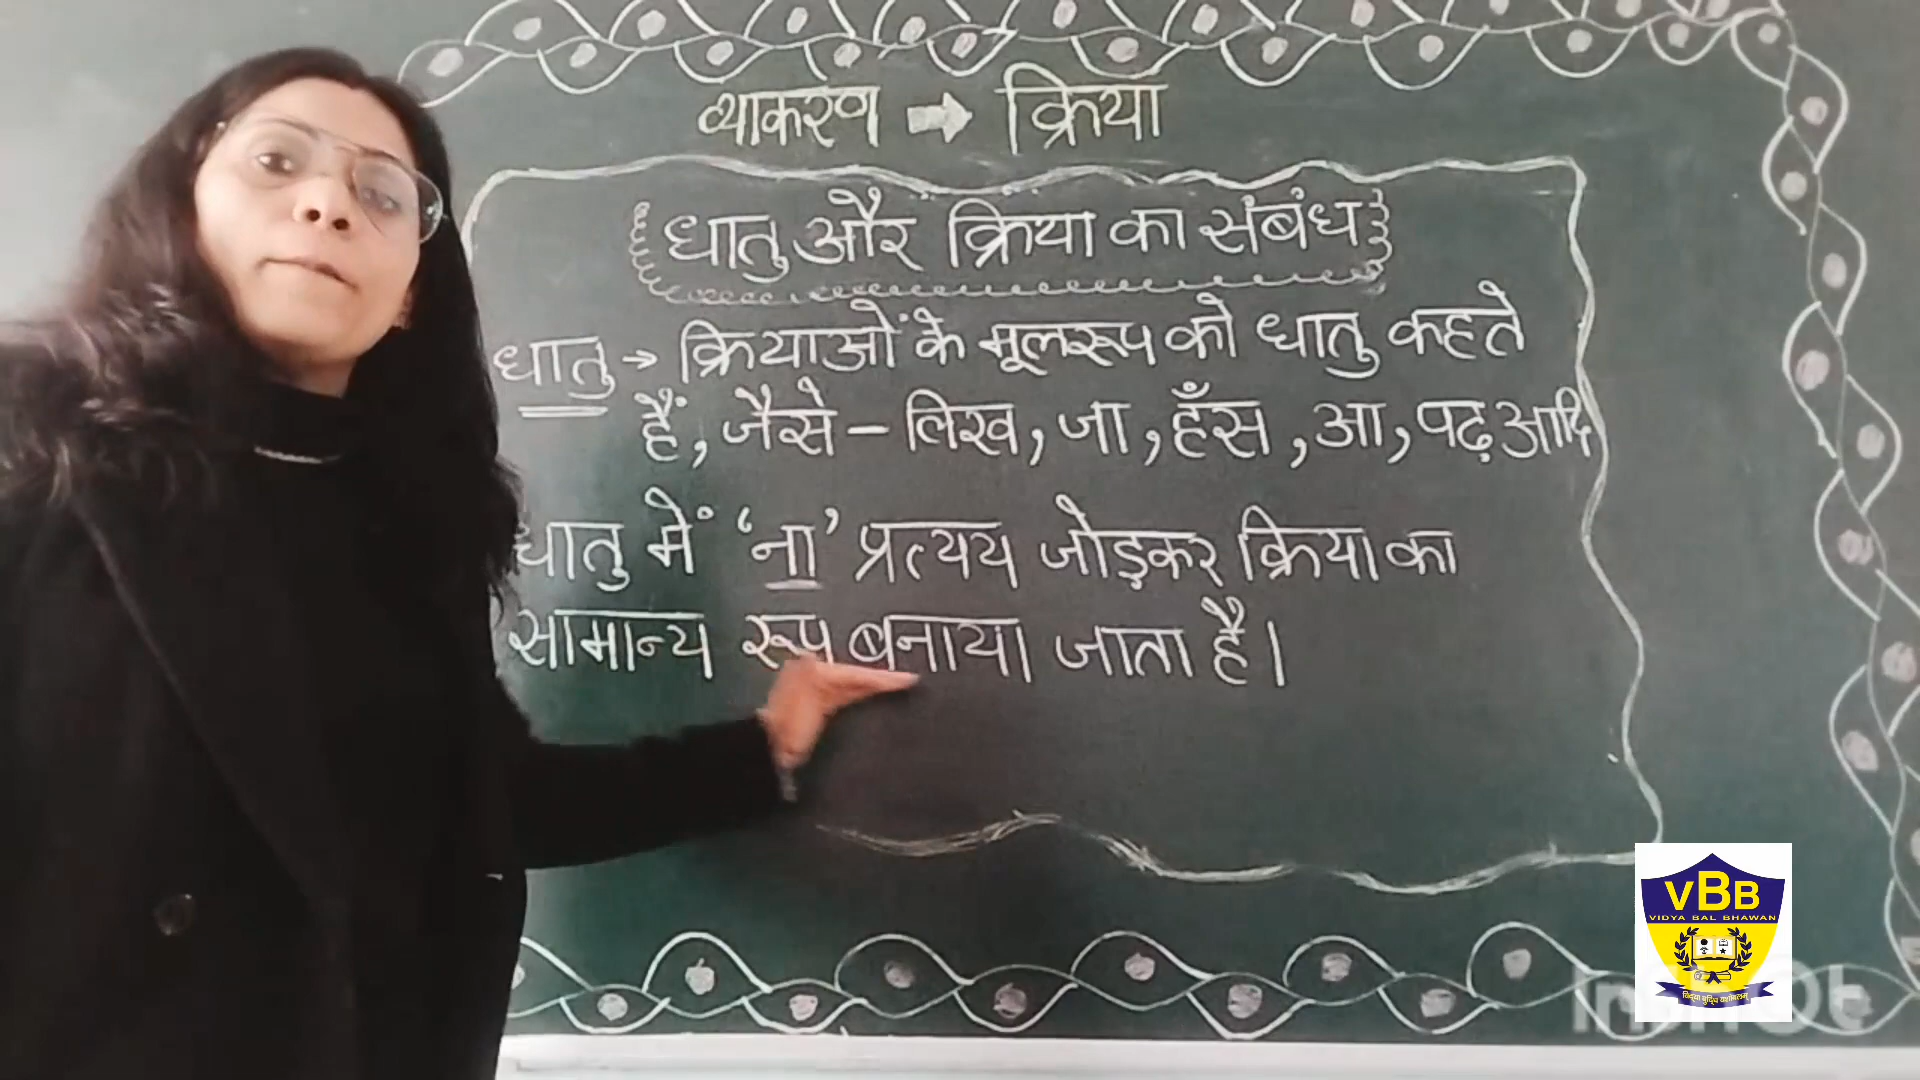 व्याकरण → क्रिया
धातु और क्रिया का संबंध
धातु → क्रियाओं के मूलरूप को धातु कहते
हैं, जैसे - लिख, जा, हँस, आ, पढ़ आदि
धातु में 'ना' प्रत्यय जोड़कर क्रिया का
सामान्य रूप बनाया जाता है।
VBB
VIDYA BAL BHAWAN